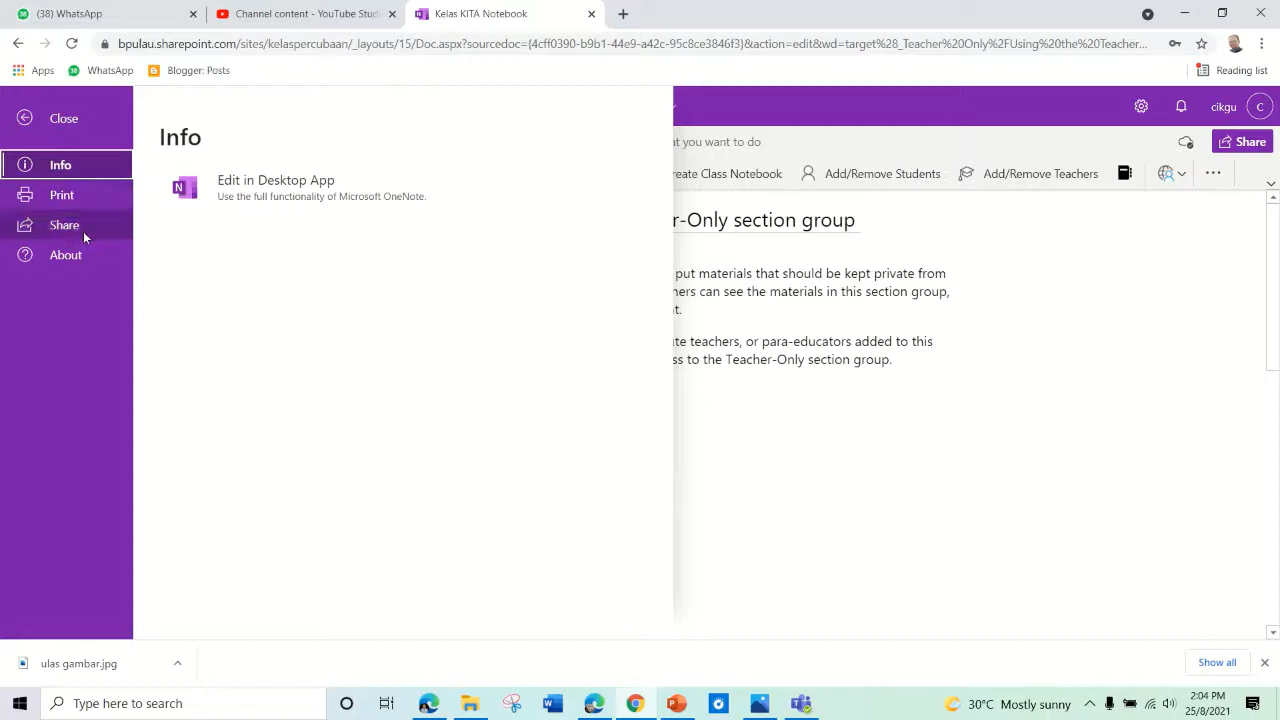 (38) WhatsApp
Channel content - YouTube Studi
Kelas KITA Notebook
bpulau.sharepoint.com/sites/kelaspercubaan/_layouts/15/Doc.aspx?sourcedoc={4cff0390-b9b1-44e9-a42c-95c8ce3846f3}&action=edit&wd=target%28_Teacher%20Only%2FUsing%20the%20Teacher...
Apps
WhatsApp
Blogger: Posts
Reading list
Close
cikgu
C
Info
at you want to do
Share
Info
Edit in Desktop App
Use the full functionality of Microsoft OneNote.
reate Class Notebook
Add/Remove Students
Add/Remove Teachers
Print
Share
About
r-Only section group
put materials that should be kept private from
hers can see the materials in this section group,
nt.
ute teachers, or para-educators added to this
ss to the Teacher-Only section group.
ulas gambar.jpg
Show all
Type here to search
30°C Mostly sunny
2:04 PM
25/8/2021